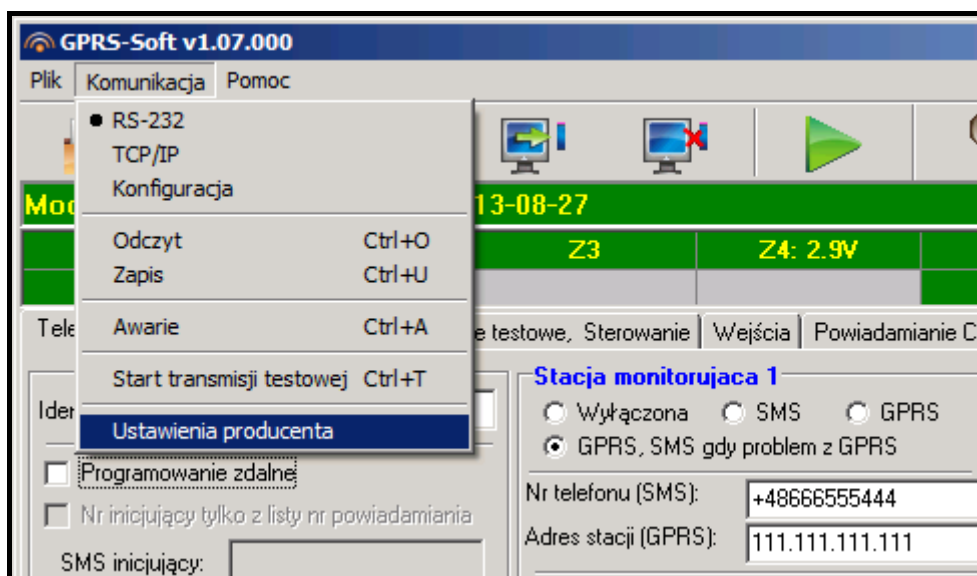 GPRS-Soft v1.07.000
Plik Komunikacja Pomoc
RS-232
TCP/IP
Konfiguracja
13-08-27
Odczyt Ctrl+O
Z3 Z4: 2.9V
Zapis Ctrl+U
Awarie Ctrl+A
testowe, Sterowanie Wejścia
Start transmisji testowej Ctrl+T
Stacja monitorujaca 1
Wyłączona SMS GPRS
Ustawienia producenta
GPRS, SMS gdy problem z GPRS
Programowanie zdalne
Nr telefonu (SMS): +48666555444
Nr inicjujący tylko z listy nr powiadamiania
Adres stacji (GPRS): 111.111.111.111
SMS inicjujący: